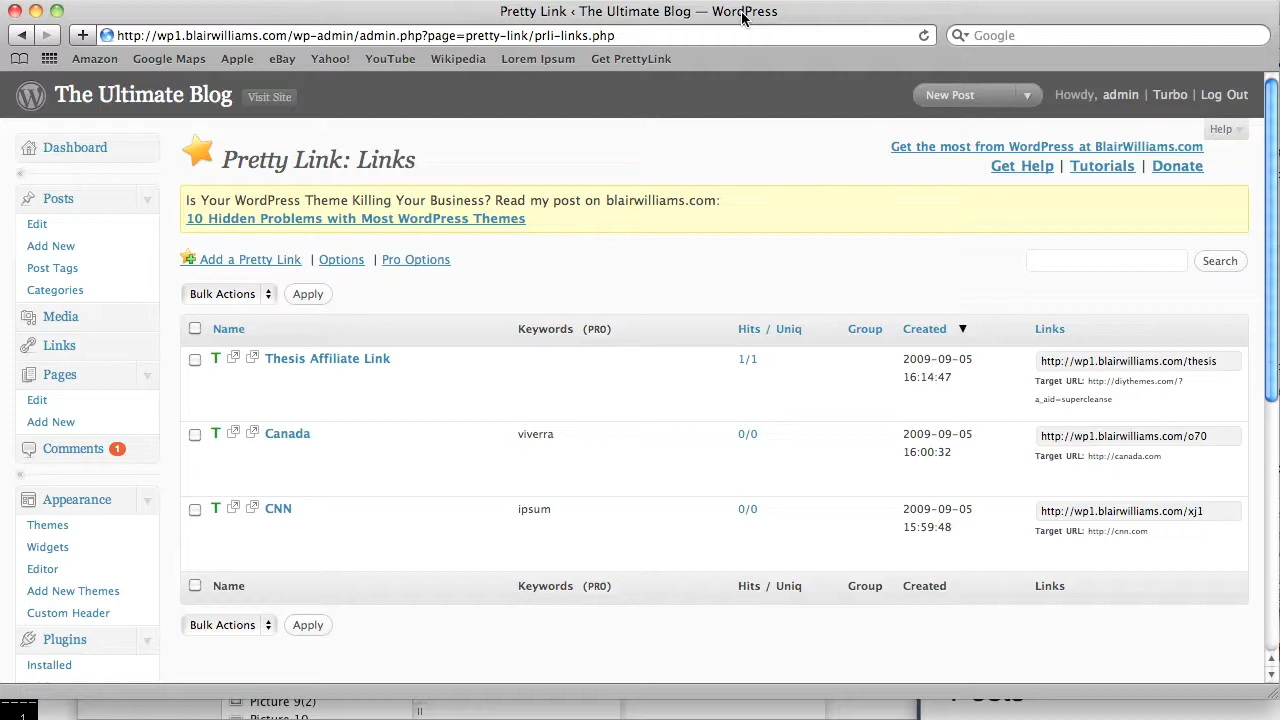 Pretty Link ‹ The Ultimate Blog — WordPress
http://wp1.blairwilliams.com/wp-admin/admin.php?page=pretty-link/prli-links.php
Google
Amazon Google Maps Apple eBay Yahoo! YouTube Wikipedia Lorem Ipsum Get PrettyLink
The Ultimate Blog Visit Site
New Post
Howdy, admin | Turbo | Log Out
Help
Dashboard
Posts
Edit
Add New
Post Tags
Categories
Media
Links
Pages
Edit
Add New
Comments 1
Appearance
Themes
Widgets
Editor
Add New Themes
Custom Header
Plugins
Installed
Pretty Link: Links
Get the most from WordPress at BlairWilliams.com
Get Help | Tutorials | Donate
Is Your WordPress Theme Killing Your Business? Read my post on blairwilliams.com:
10 Hidden Problems with Most WordPress Themes
Add a Pretty Link | Options | Pro Options
Search
Bulk Actions Apply
Name Keywords (PRO) Hits / Uniq Group Created ▼ Links
T Thesis Affiliate Link 1/1 2009-09-05 http://wp1.blairwilliams.com/thesis
16:14:47 Target URL: http://diythemes.com/?
a_aid=supercleanse
T Canada viverra 0/0 2009-09-05 http://wp1.blairwilliams.com/o70
16:00:32 Target URL: http://canada.com
T CNN ipsum 0/0 2009-09-05 http://wp1.blairwilliams.com/xj1
15:59:48 Target URL: http://cnn.com
Name Keywords (PRO) Hits / Uniq Group Created Links
Bulk Actions Apply
Picture 9(2)
Picture 10
1